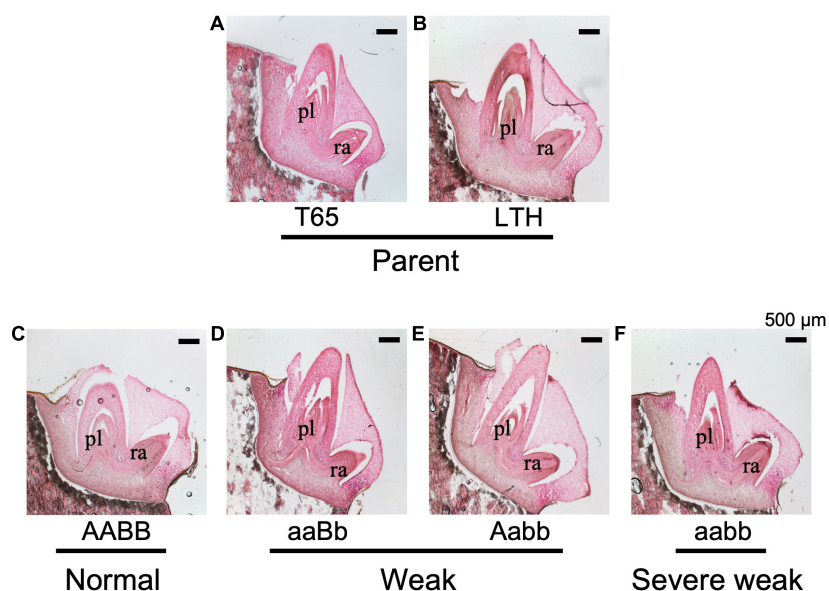 A
B
pl
ra
pl
ra
T65
LTH
Parent
500 µm
C
D
E
F
pl
ra
pl
ra
pl
ra
pl
ra
AABB
aaBb
Aabb
aabb
Normal
Weak
Severe weak